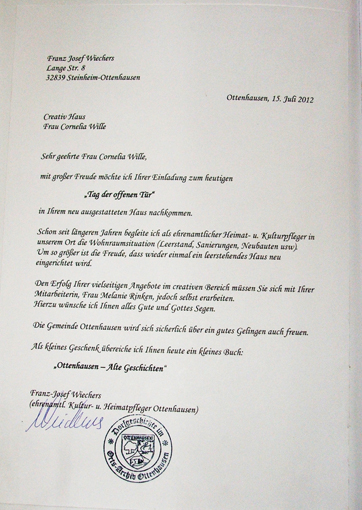 Franz Josef Wiechers
Lange Str. 8
32839 Steinheim-Ottenhausen
Ottenhausen, 15. Juli 2012
Creativ Haus
Frau Cornelia Wille
Sehr geehrte Frau Cornelia Wille,
mit großer Freude möchte ich Ihrer Einladung zum heutigen
„Tag der offenen Tür"
in Ihrem neu ausgestatteten Haus nachkommen.
Schon seit längeren Jahren begleite ich als ehrenamtlicher Heimat- u. Kulturpfleger in
unserem Ort die Wohnraumsituation (Leerstand, Sanierungen, Neubauten usw).
Um so größer ist die Freude, dass wieder einmal ein leerstehendes Haus neu
eingerichtet wird.
Den Erfolg Ihrer vielseitigen Angebote im creativen Bereich müssen Sie sich mit Ihrer
Mitarbeiterin, Frau Melanie Rinken, jedoch selbst erarbeiten.
Hierzu wünsche ich Ihnen alles Gute und Gottes Segen.
Die Gemeinde Ottenhausen wird sich sicherlich über ein gutes Gelingen auch freuen.
Als kleines Geschenk übereiche ich Ihnen heute ein kleines Buch:
„Ottenhausen – Alte Geschichten"
Franz-Josef Wiechers
(ehrenamtl. Kultur- u. Heimatpfleger Ottenhausen)
Wiechers
Dorfgeschichte im
OTTENHAUSEN
Orts-Archiv Ottenhausen